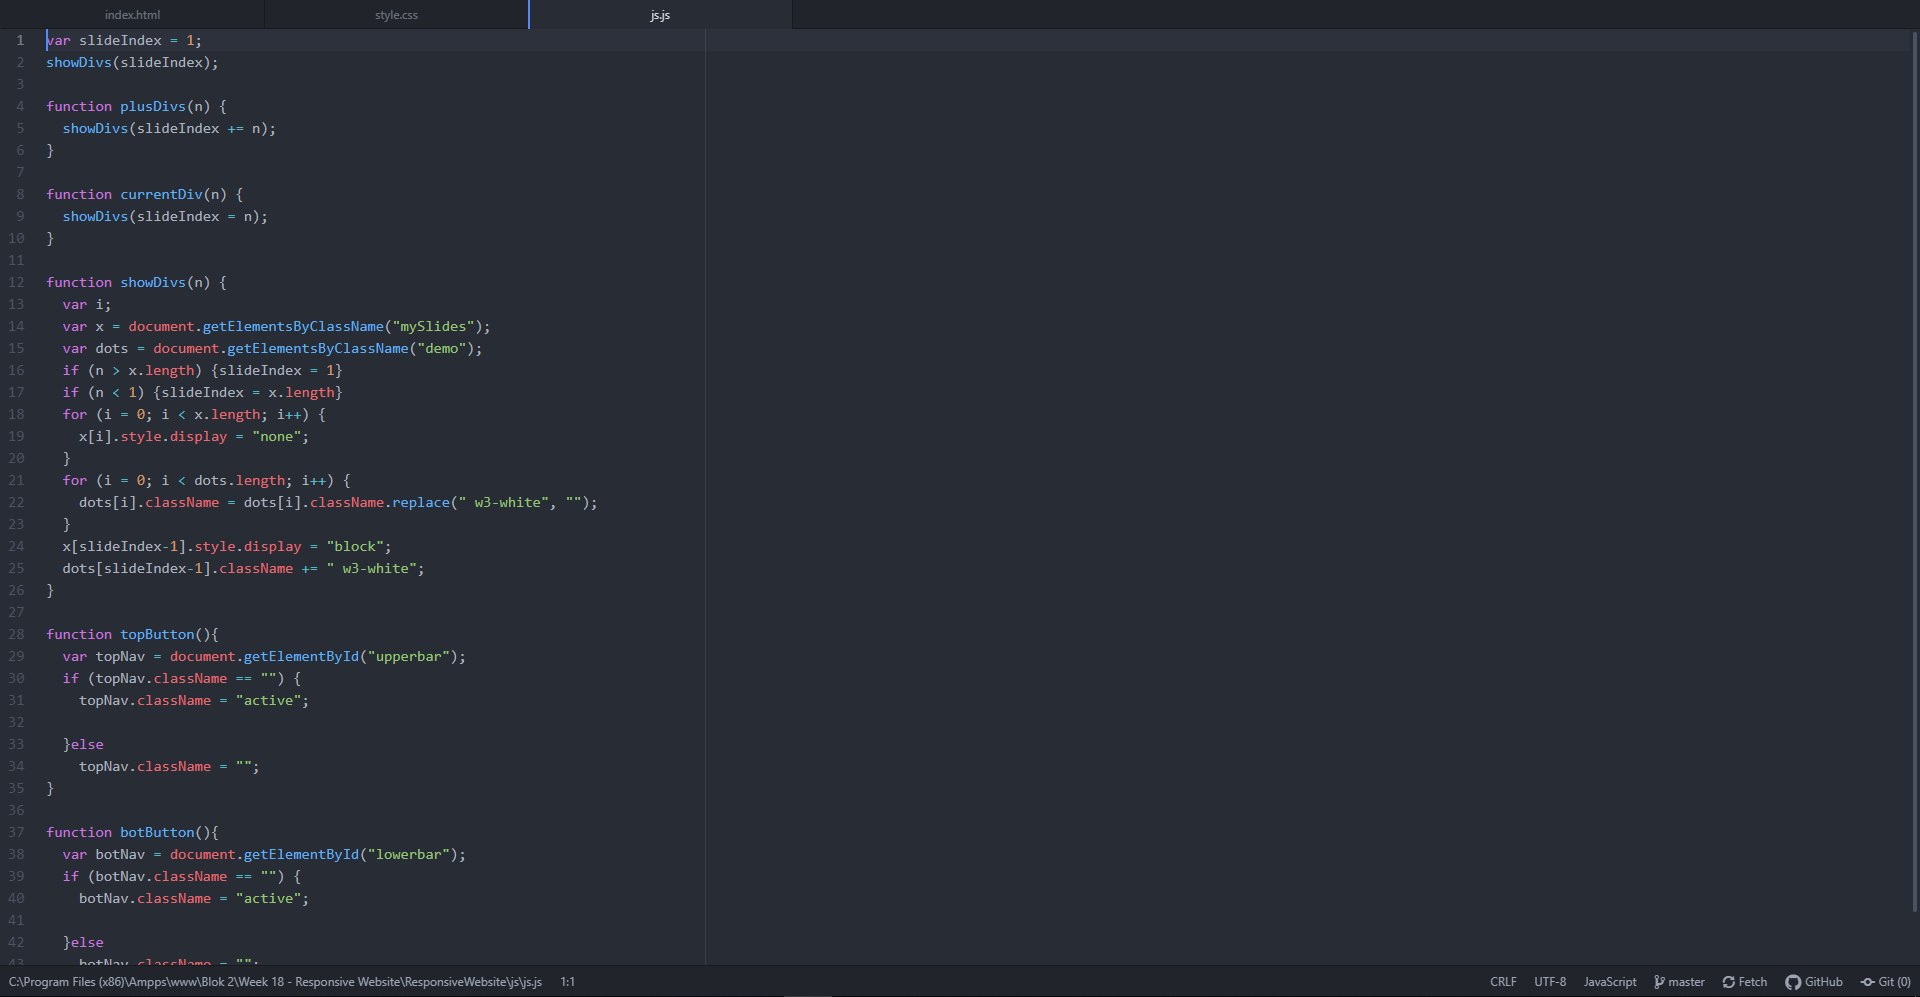 index.html
style.css
js.js
1 var slideIndex = 1;
2 showDivs(slideIndex);
3
4 function plusDivs(n) {
5   showDivs(slideIndex += n);
6 }
7
8 function currentDiv(n) {
9   showDivs(slideIndex = n);
10 }
11
12 function showDivs(n) {
13   var i;
14   var x = document.getElementsByClassName("mySlides");
15   var dots = document.getElementsByClassName("demo");
16   if (n > x.length) {slideIndex = 1}
17   if (n < 1) {slideIndex = x.length}
18   for (i = 0; i < x.length; i++) {
19     x[i].style.display = "none";
20   }
21   for (i = 0; i < dots.length; i++) {
22     dots[i].className = dots[i].className.replace(" w3-white", "");
23   }
24   x[slideIndex-1].style.display = "block";
25   dots[slideIndex-1].className += " w3-white";
26 }
27
28 function topButton(){
29   var topNav = document.getElementById("upperbar");
30   if (topNav.className == "") {
31     topNav.className = "active";
32
33   }else
34     topNav.className = "";
35 }
36
37 function botButton(){
38   var botNav = document.getElementById("lowerbar");
39   if (botNav.className == "") {
40     botNav.className = "active";
41
42   }else
43     botNav.className = "";
C:\Program Files (x86)\Ampps\www\Blok 2\Week 18 - Responsive Website\ResponsiveWebsite\js\js.js 1:1 CRLF UTF-8 JavaScript master Fetch GitHub Git (0)